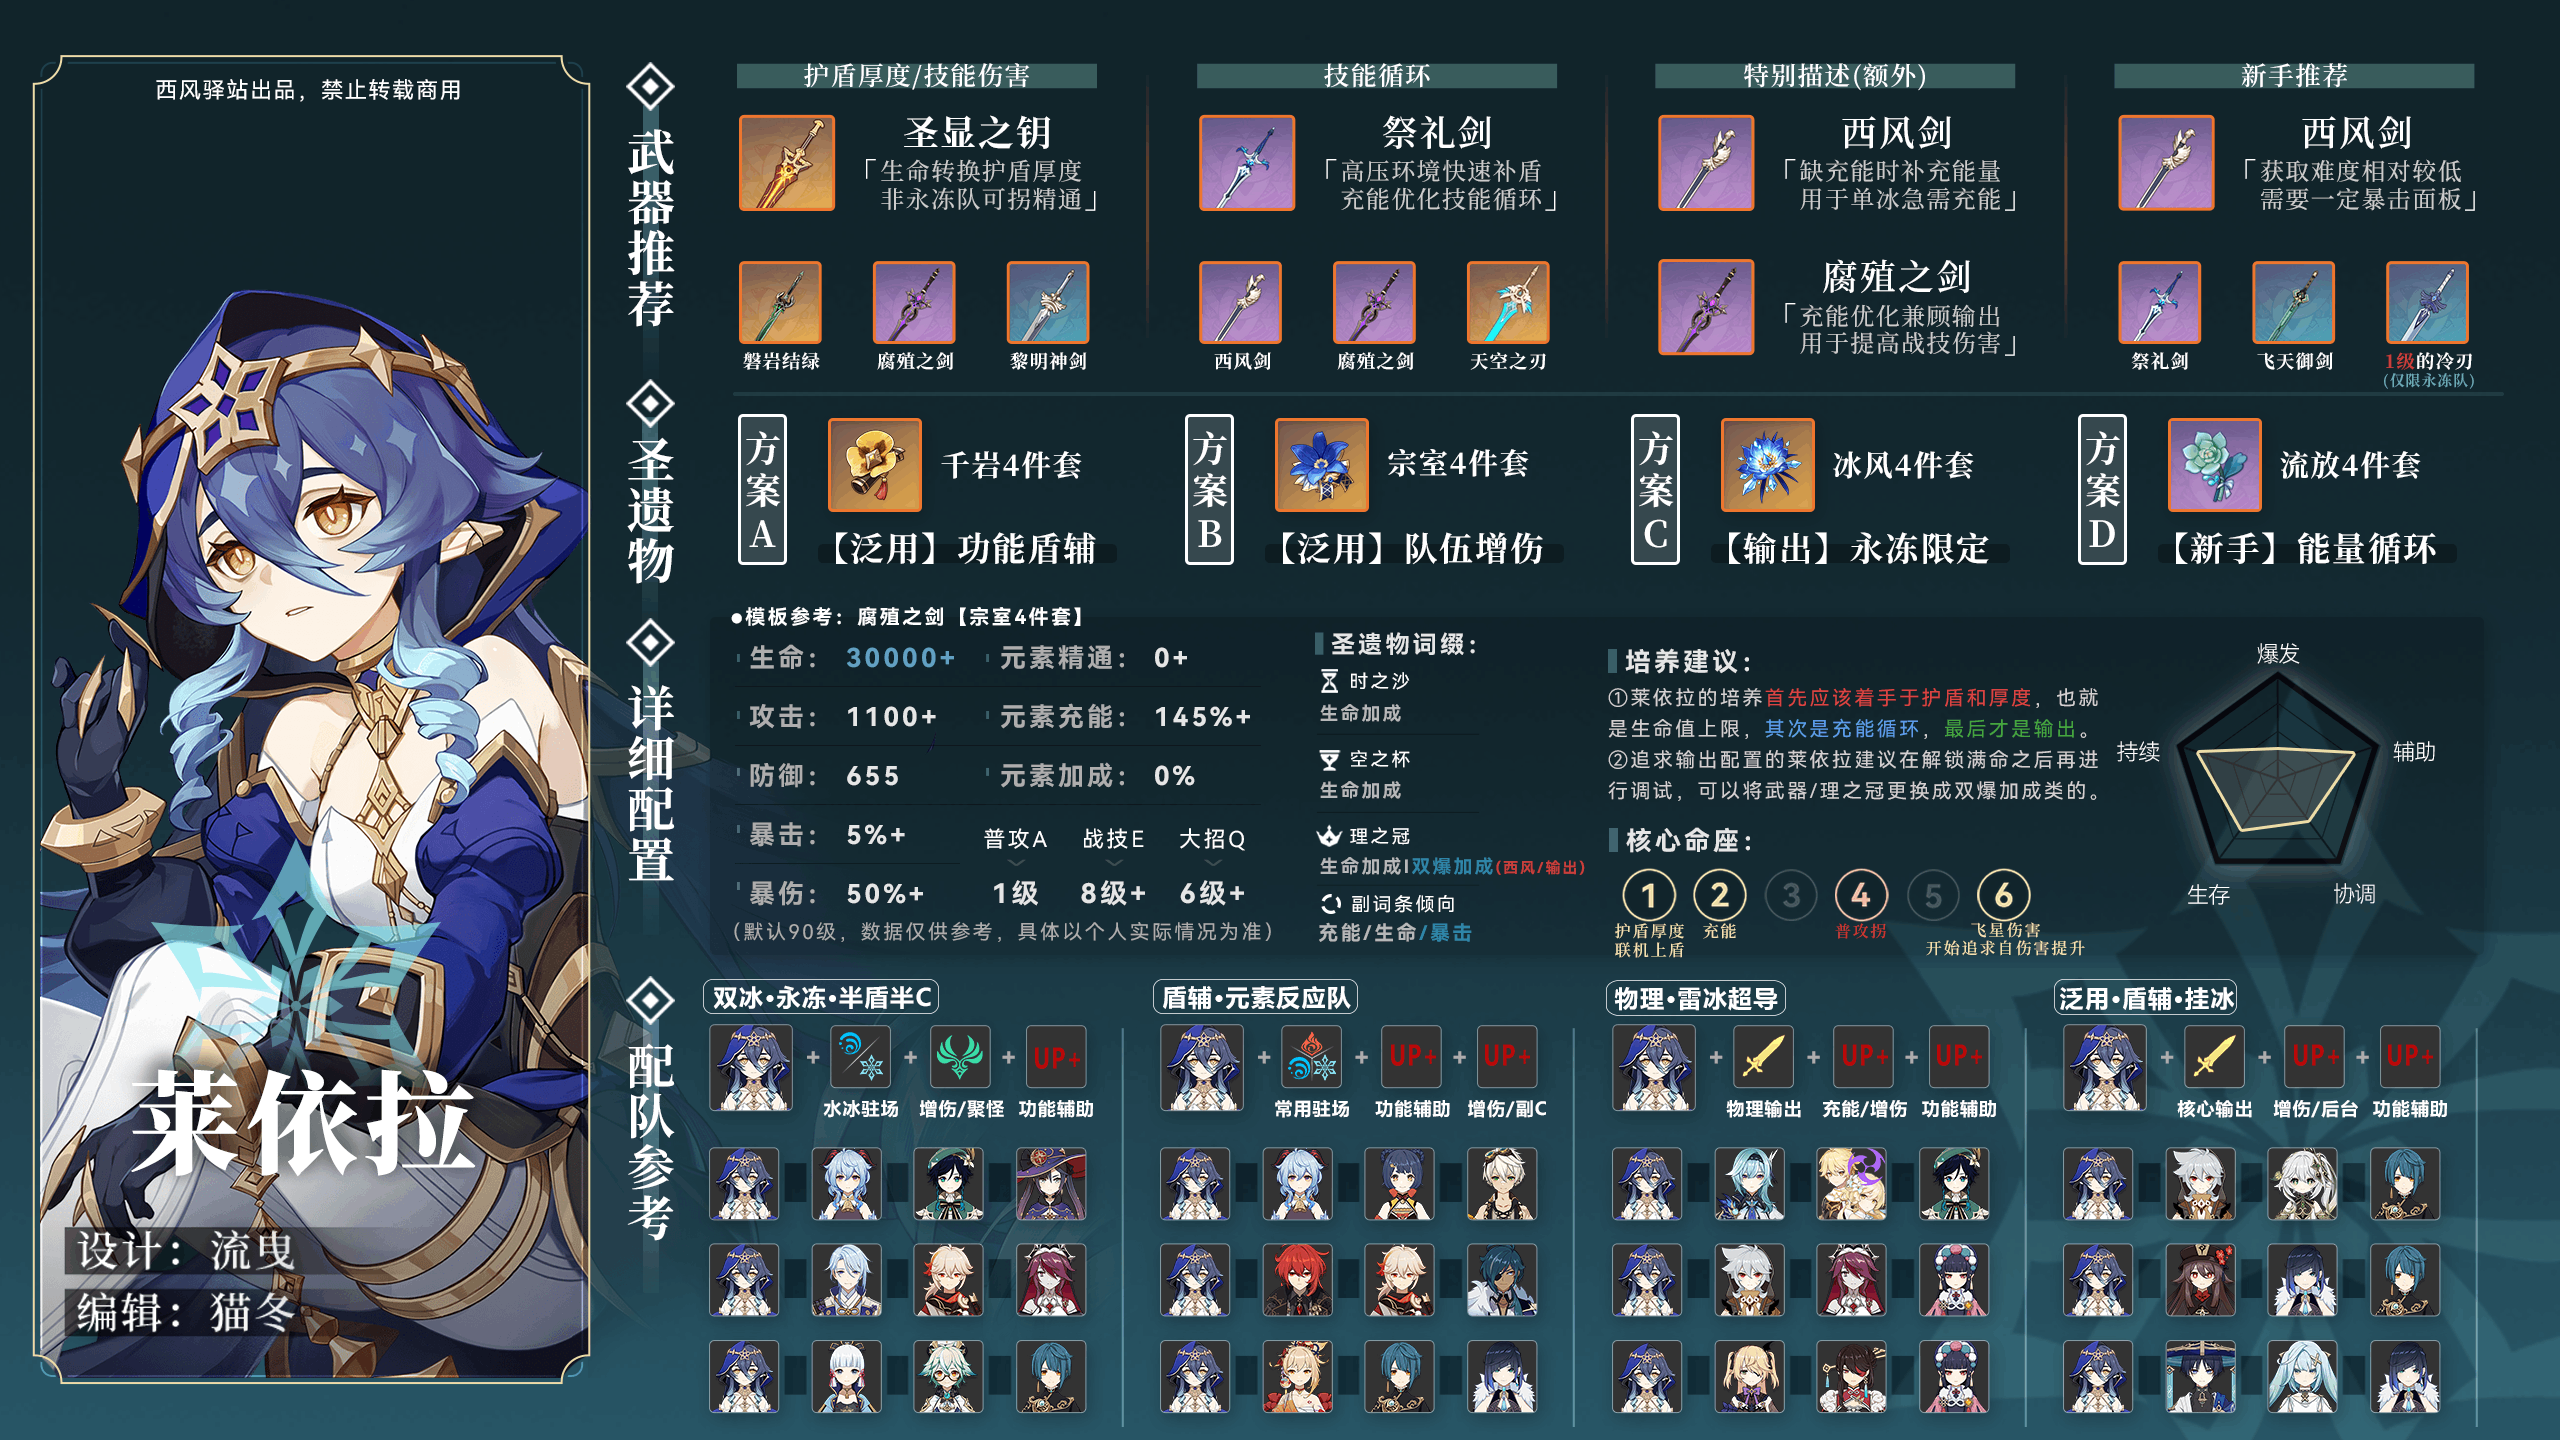 西风驿站出品，禁止转载商用
莱依拉
设计：流曳
编辑：猫冬
武器推荐
护盾厚度/技能伤害
圣显之钥
「生命转换护盾厚度
非永冻队可拐精通」
磐岩结绿
腐殖之剑
黎明神剑
技能循环
祭礼剑
「高压环境快速补盾
充能优化技能循环」
西风剑
腐殖之剑
天空之刃
特别描述(额外)
西风剑
「缺充能时补充能量
用于单冰急需充能」
腐殖之剑
「充能优化兼顾输出
用于提高战技伤害」
新手推荐
西风剑
「获取难度相对较低
需要一定暴击面板」
祭礼剑
飞天御剑
1级的冷刃
(仅限永冻队)
圣遗物
方案A
千岩4件套
【泛用】功能盾辅
方案B
宗室4件套
【泛用】队伍增伤
方案C
冰风4件套
【输出】永冻限定
方案D
流放4件套
【新手】能量循环
详细配置
●模板参考：腐殖之剑【宗室4件套】
生命：30000+ 元素精通：0+
攻击：1100+ 元素充能：145%+
防御：655 元素加成：0%
暴击：5%+ 普攻A 战技E 大招Q
暴伤：50%+ 1级 8级+ 6级+
(默认90级，数据仅供参考，具体以个人实际情况为准)
圣遗物词缀：
时之沙
生命加成
空之杯
生命加成
理之冠
生命加成|双爆加成(西风/输出)
副词条倾向
充能/生命/暴击
培养建议：
①莱依拉的培养首先应该着手于护盾和厚度，也就
是生命值上限，其次是充能循环，最后才是输出。
②追求输出配置的莱依拉建议在解锁满命之后再进
行调试，可以将武器/理之冠更换成双爆加成类的。
核心命座：
1 2 3 4 5 6
护盾厚度
联机上盾
充能
普攻拐
飞星伤害
开始追求自伤害提升
爆发
持续
辅助
生存
协调
配队参考
双冰•永冻•半盾半C
+ + + UP+
水冰驻场 增伤/聚怪 功能辅助
盾辅•元素反应队
+ + UP+ + UP+
常用驻场 功能辅助 增伤/副C
物理•雷冰超导
+ + UP+ + UP+
物理输出 充能/增伤 功能辅助
泛用•盾辅•挂冰
+ + UP+ + UP+
核心输出 增伤/后台 功能辅助